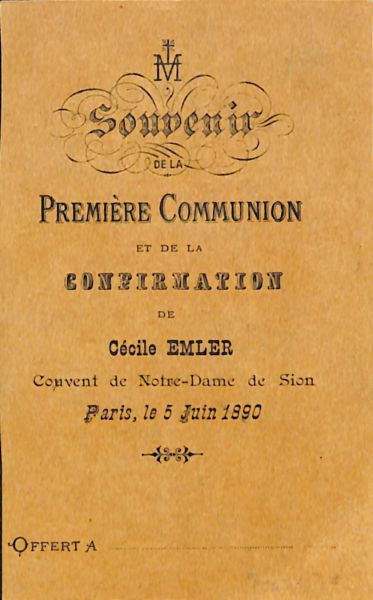 M
Souvenir
DE LA
PREMIÈRE COMMUNION
ET DE LA
CONFIRMATION
DE
Cécile EMLER
Couvent de Notre-Dame de Sion
Paris, le 5 Juin 1890
OFFERT A